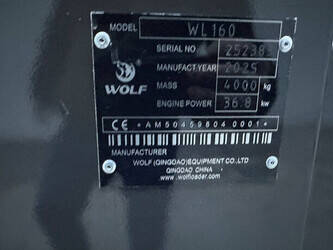 MODEL WL160
SERIAL NO 25238
MANUFACT.YEAR 2025
WOLF
MASS 4000 kg
ENGINE POWER 36.8 kw
CE *AM50459604 0001*
MANUFACTURER
WOLF (QINGDAO)EQUIPMENT CO.,LTD
QINGDAO CHINA
www.wolfloader.com